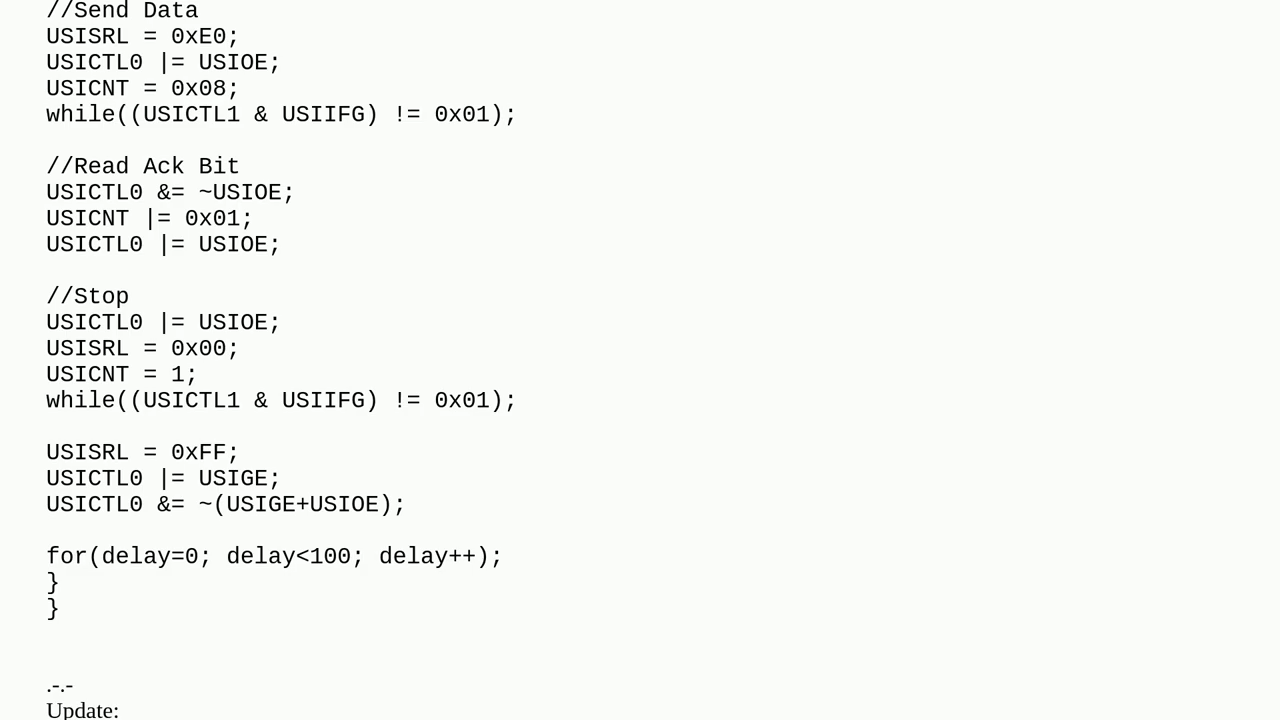 //Send Data
USISRL = 0xE0;
USICTL0 |= USIOE;
USICNT = 0x08;
while((USICTL1 & USIIFG) != 0x01);
//Read Ack Bit
USICTL0 &= ~USIOE;
USICNT |= 0x01;
USICTL0 |= USIOE;
//Stop
USICTL0 |= USIOE;
USISRL = 0x00;
USICNT = 1;
while((USICTL1 & USIIFG) != 0x01);
USISRL = 0xFF;
USICTL0 |= USIGE;
USICTL0 &= ~(USIGE+USIOE);
for(delay=0; delay<100; delay++);
}
}
.-.-
Update: